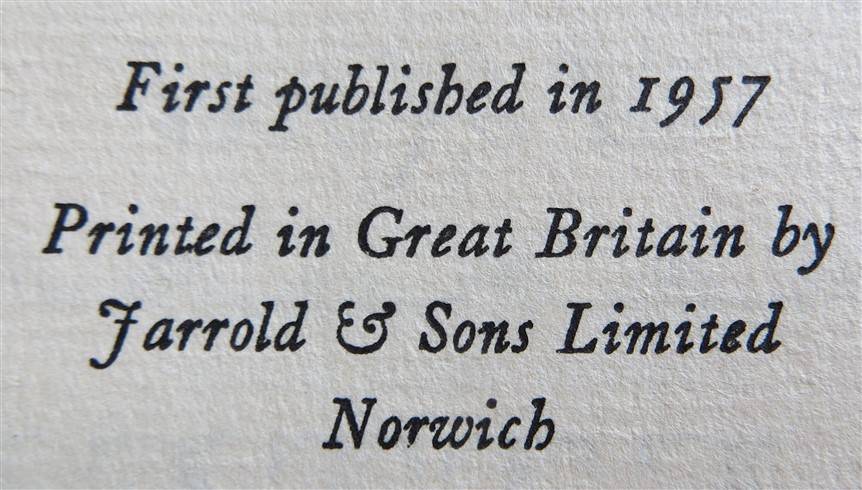 First published in 1957
Printed in Great Britain by
Jarrold & Sons Limited
Norwich